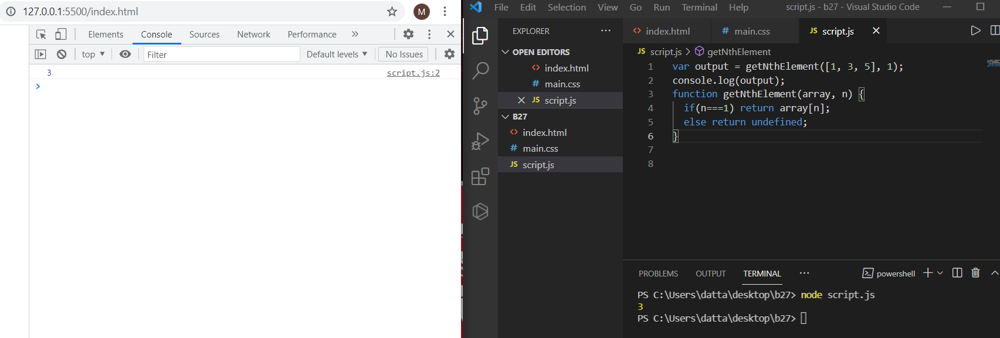 127.0.0.1:5500/index.html
M
Elements Console Sources Network Performance »
top ▼ Filter Default levels ▼ No Issues
3 script.js:2
>
File Edit Selection View Go Run Terminal Help script.js - b27 - Visual Studio Code
EXPLORER ...
OPEN EDITORS
<> index.html
# main.css
× JS script.js
B27
<> index.html
# main.css
JS script.js
<> index.html # main.css JS script.js ×
JS script.js > getNthElement
1 var output = getNthElement([1, 3, 5], 1);
2 console.log(output);
3 function getNthElement(array, n) {
4 if(n===1) return array[n];
5 else return undefined;
6 }
7
8
PROBLEMS OUTPUT TERMINAL ... powershell
PS C:\Users\datta\desktop\b27> node script.js
3
PS C:\Users\datta\desktop\b27>